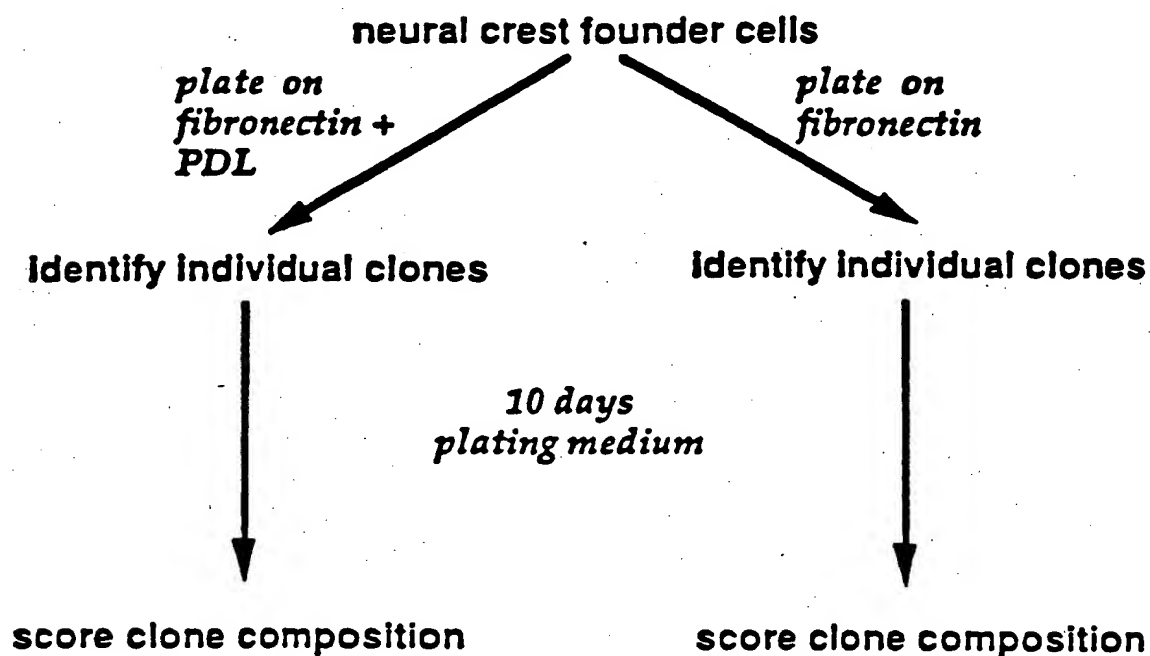 neural crest founder cells
plate on
fibronectin +
PDL
plate on
fibronectin
identify individual clones
identify individual clones
10 days
plating medium
score clone composition
score clone composition